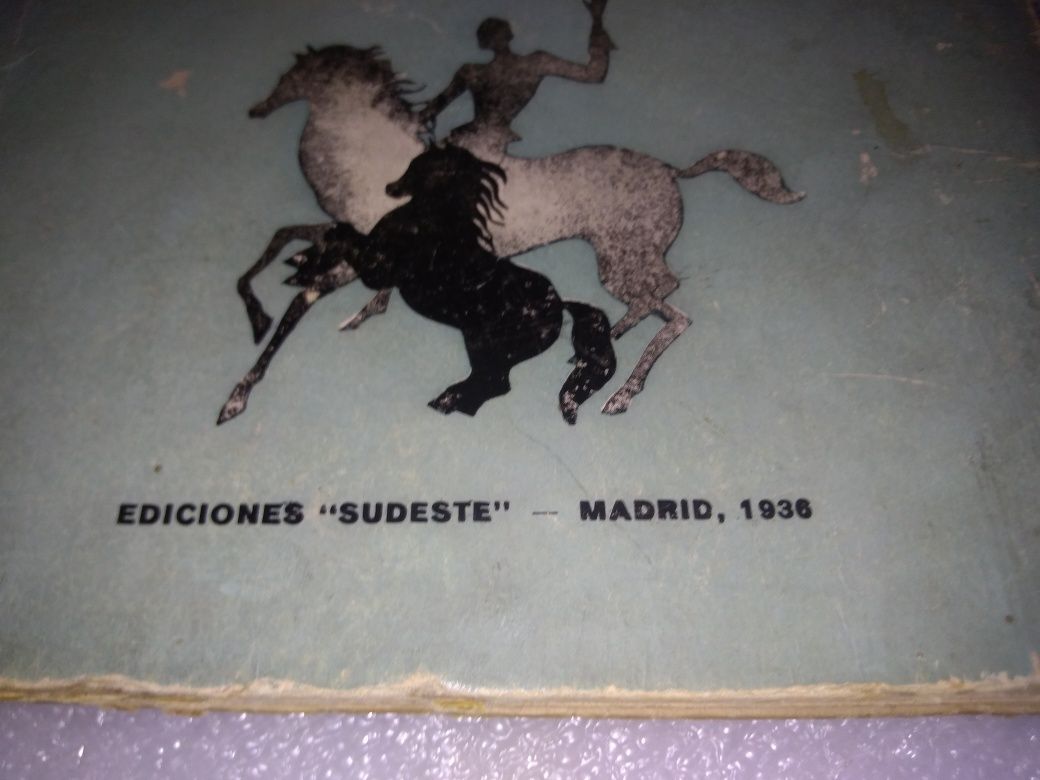 EDICIONES "SUDESTE" — MADRID, 1936